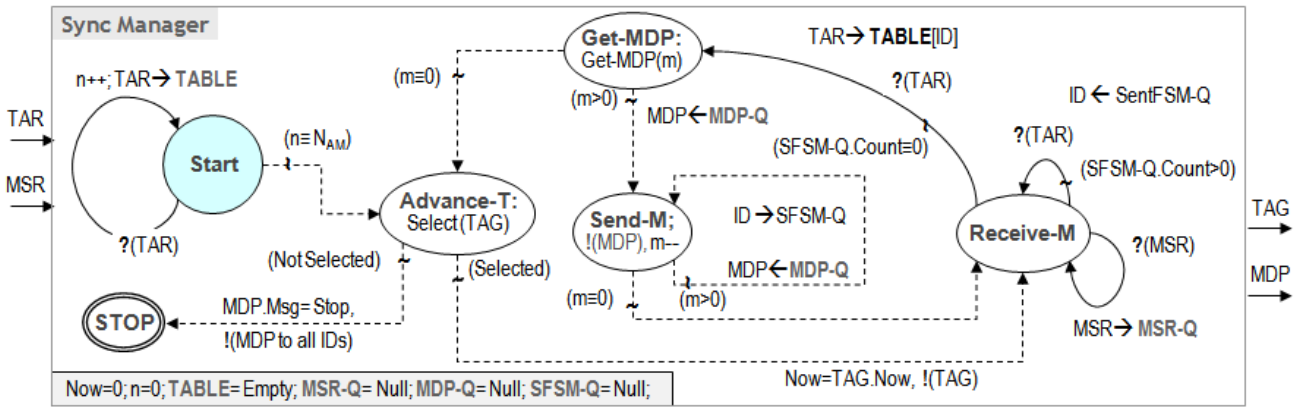 Sync Manager
Get-MDP:
Get-MDP(m)
TAR→ TABLE[ID]
n++; TAR→ TABLE
(m≡0)
?(TAR)
ID ← SentFSM-Q
(m>0)
MDP←MDP-Q
TAR
(n≡ NAM)
?(TAR)
(SFSM-Q.Count≡0)
(SFSM-Q.Count>0)
Start
MSR
Advance-T:
Select(TAG)
Send-M;
!(MDP), m--
ID →SFSM-Q
Receive-M
TAG
?(TAR)
(Not Selected)
(Selected)
MDP←MDP-Q
?(MSR)
MDP
(m≡0)
(m>0)
MDP.Msg= Stop,
STOP
!(MDP to all IDs)
MSR→ MSR-Q
Now=TAG.Now, !(TAG)
Now=0; n=0; TABLE= Empty; MSR-Q= Null; MDP-Q= Null; SFSM-Q= Null;